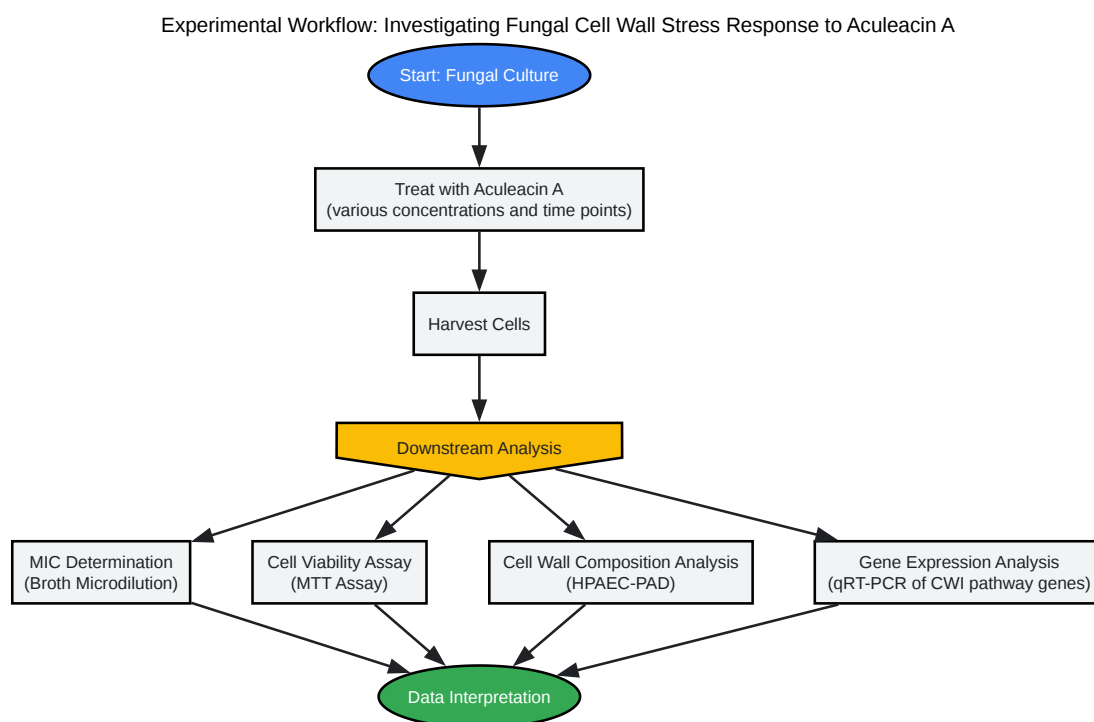 Experimental Workflow: Investigating Fungal Cell Wall Stress Response to Aculeacin A
Start: Fungal Culture
Treat with Aculeacin A
(various concentrations and time points)
Harvest Cells
Downstream Analysis
MIC Determination
(Broth Microdilution)
Cell Viability Assay
(MTT Assay)
Cell Wall Composition Analysis
(HPAEC-PAD)
Gene Expression Analysis
(qRT-PCR of CWI pathway genes)
Data Interpretation